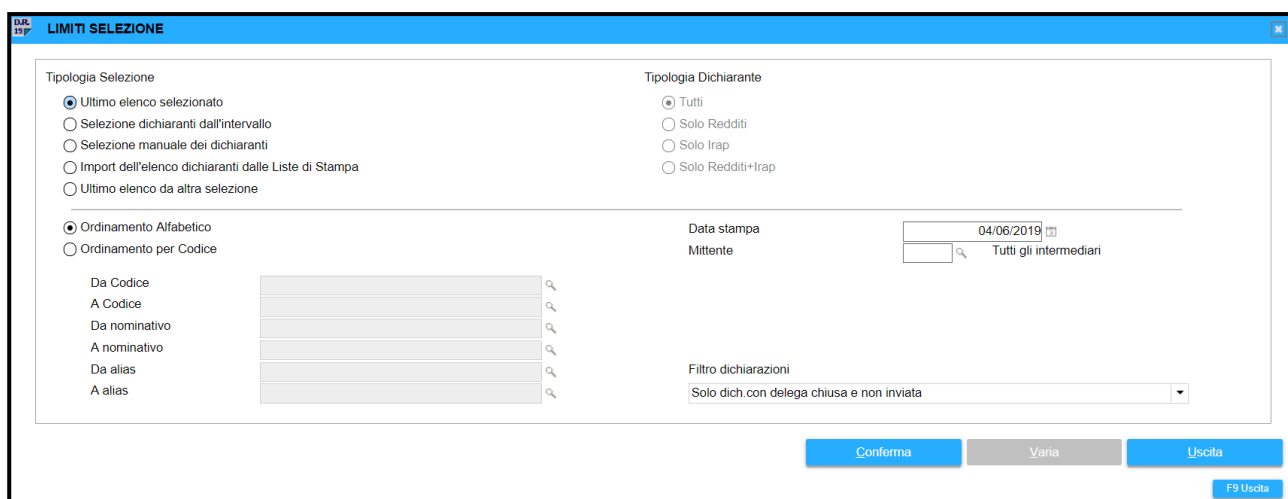 D.R.
19
LIMITI SELEZIONE
Tipologia Selezione
Ultimo elenco selezionato
Selezione dichiaranti dall'intervallo
Selezione manuale dei dichiaranti
Import dell'elenco dichiaranti dalle Liste di Stampa
Ultimo elenco da altra selezione
Tipologia Dichiarante
Tutti
Solo Redditi
Solo Irap
Solo Redditi+Irap
Ordinamento Alfabetico
Ordinamento per Codice
Data stampa 04/06/2019
Mittente Tutti gli intermediari
Da Codice
A Codice
Da nominativo
A nominativo
Da alias
A alias
Filtro dichiarazioni
Solo dich.con delega chiusa e non inviata
Conferma Varia Uscita
F9 Uscita